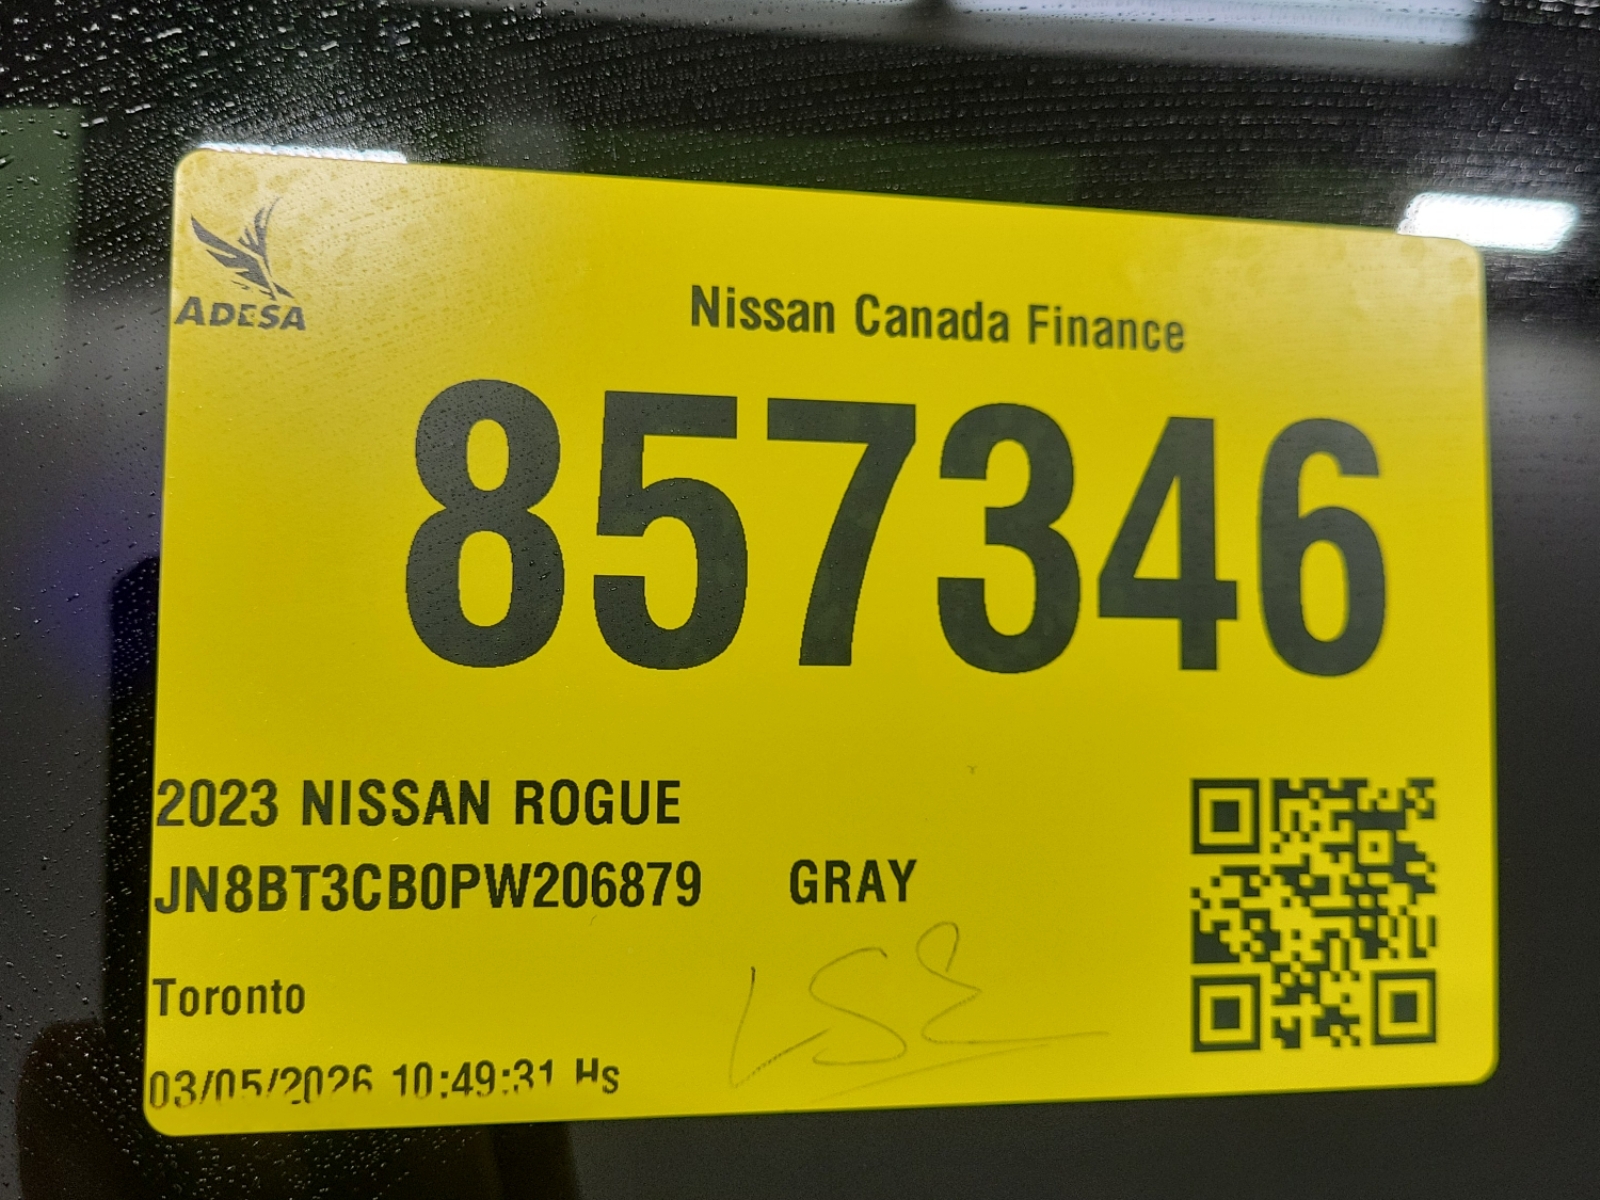 ADESA
Nissan Canada Finance
857346
2023 NISSAN ROGUE
JN8BT3CB0PW206879 GRAY
Toronto
03/05/2026 10:49:31 Hs